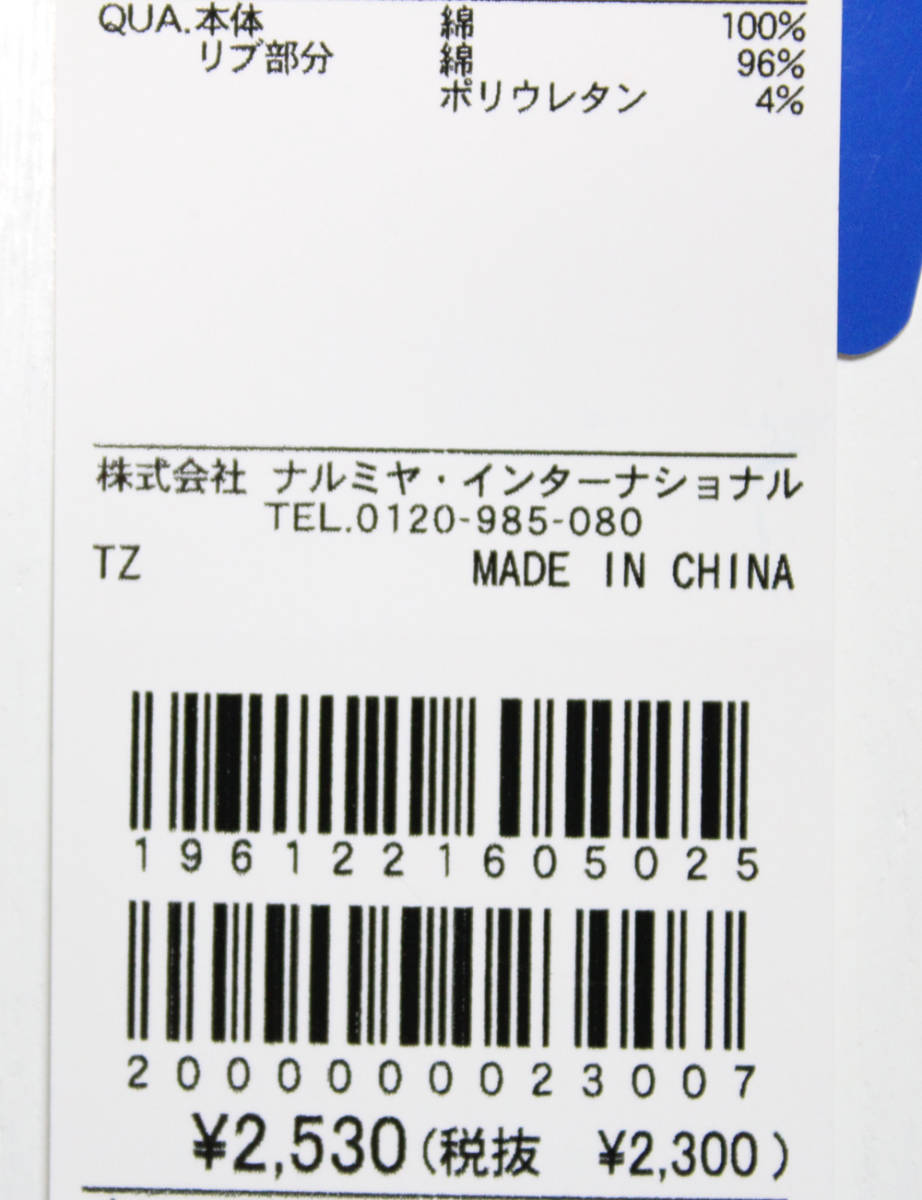 QUA.本体 綿 100%
リブ部分 綿 96%
ポリウレタン 4%
株式会社 ナルミヤ・インターナショナル
TEL.0120-985-080
TZ MADE IN CHINA
1961221605025
2000000023007
¥2,530(税抜 ¥2,300)